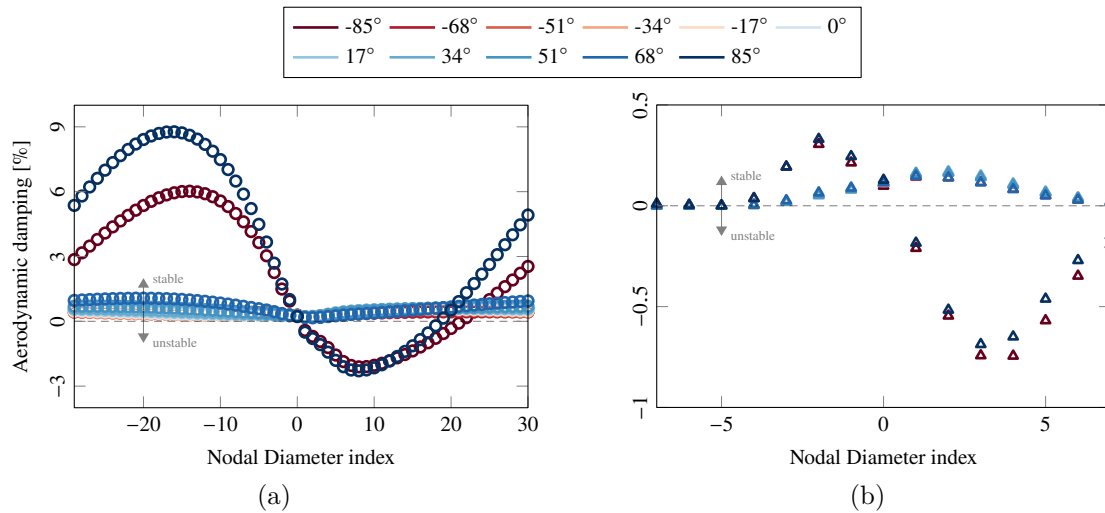 -85° -68° -51° -34° -17° 0°
17° 34° 51° 68° 85°
Aerodynamic damping [%]
9
6
3
0
−3
stable
unstable
−20 −10 0 10 20 30
Nodal Diameter index
(a)
0.5
0
−0.5
−1
stable
unstable
−5 0 5
Nodal Diameter index
(b)